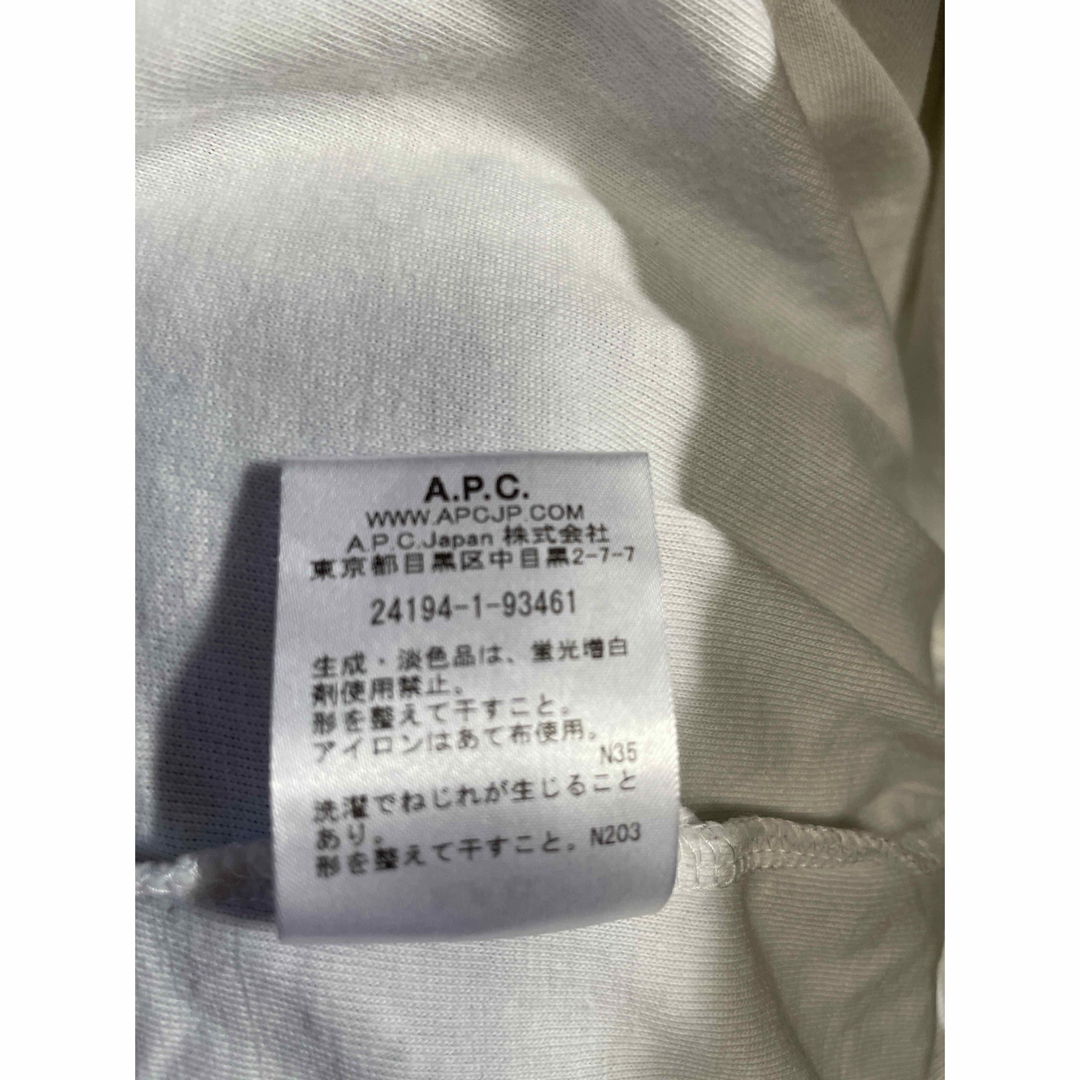 A.P.C.
WWW.APCJP.COM
A.P.C.Japan 株式会社
東京都目黒区中目黒2-7-7
24194-1-93461
生成・淡色品は、蛍光増白
剤使用禁止。
形を整えて干すこと。
アイロンはあて布使用。
N35
洗濯でねじれが生じること
あり。
形を整えて干すこと。N203